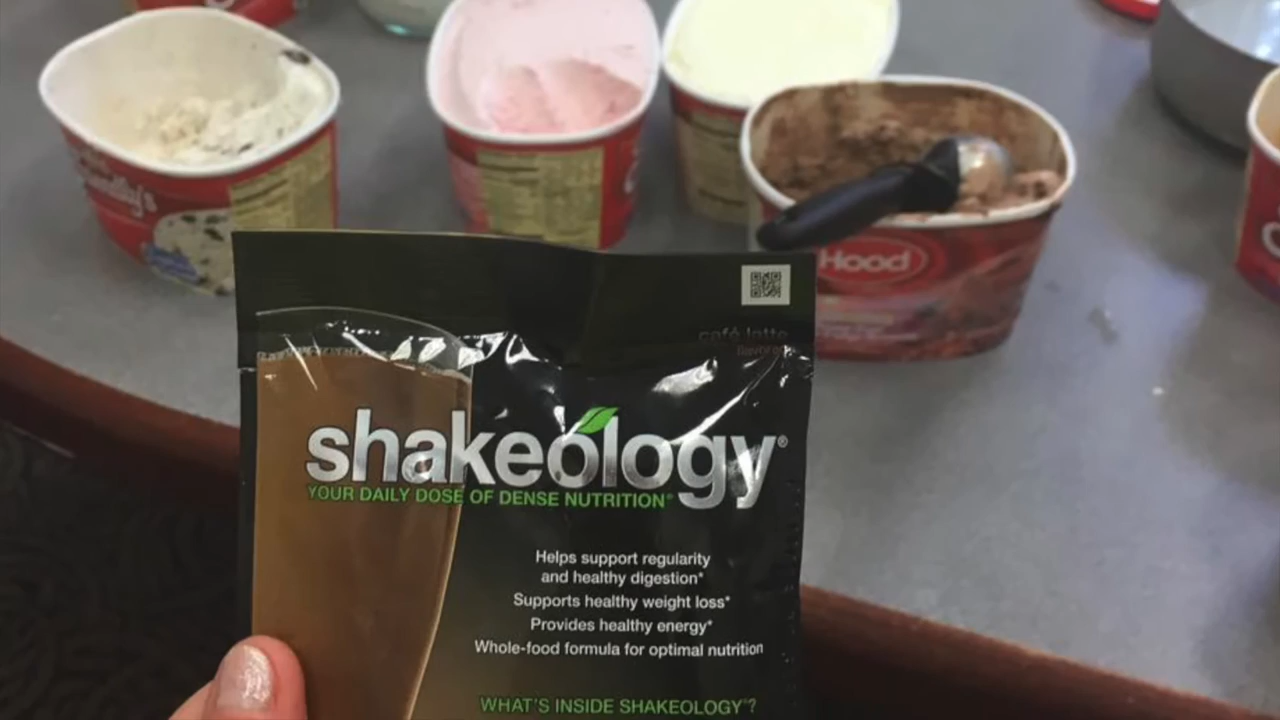 Hood
café latte
flavored
shakeology®
YOUR DAILY DOSE OF DENSE NUTRITION®
Helps support regularity
and healthy digestion*
Supports healthy weight loss*
Provides healthy energy*
Whole-food formula for optimal nutrition
WHAT'S INSIDE SHAKEOLOGY®?